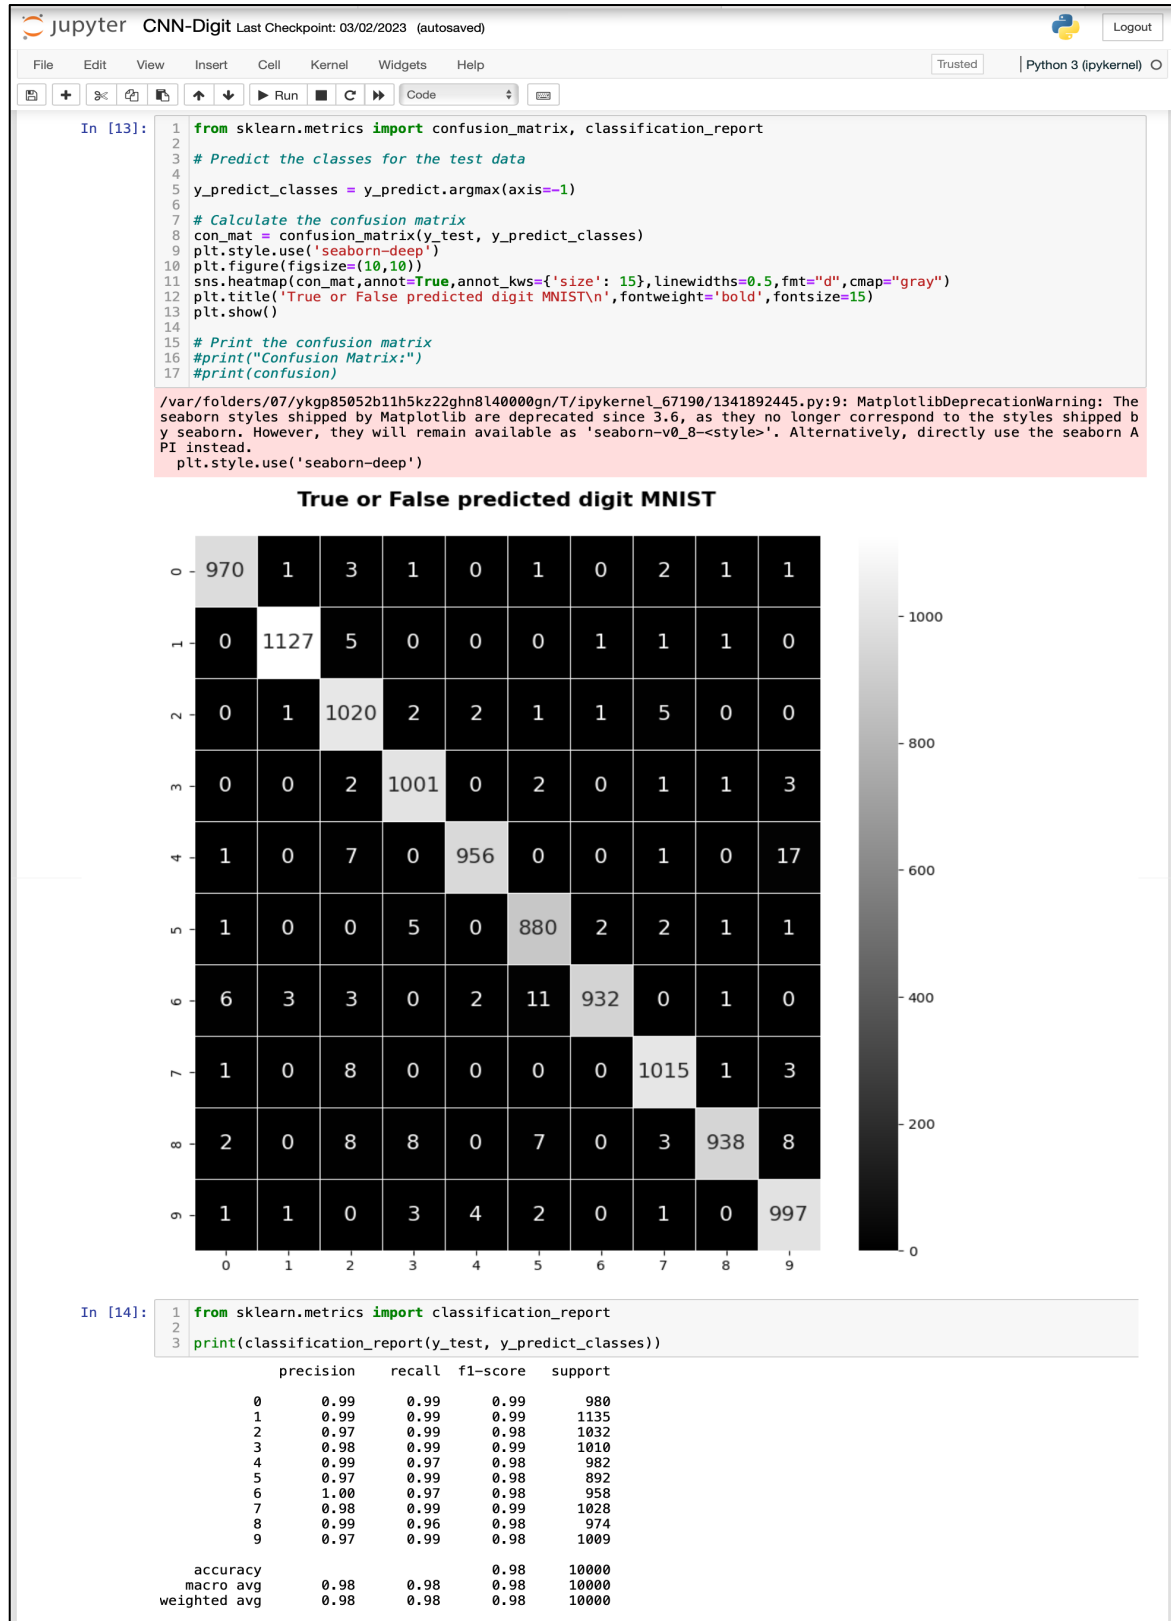 jupyter CNN-Digit Last Checkpoint: 03/02/2023 (autosaved)
Logout
File Edit View Insert Cell Kernel Widgets Help
Trusted
Python 3 (ipykernel)
Run
Code
In [13]:
1 from sklearn.metrics import confusion_matrix, classification_report
2
3 # Predict the classes for the test data
4
5 y_predict_classes = y_predict.argmax(axis=-1)
6
7 # Calculate the confusion matrix
8 con_mat = confusion_matrix(y_test, y_predict_classes)
9 plt.style.use('seaborn-deep')
10 plt.figure(figsize=(10,10))
11 sns.heatmap(con_mat,annot=True,annot_kws={'size': 15},linewidths=0.5,fmt="d",cmap="gray")
12 plt.title('True or False predicted digit MNIST\n',fontweight='bold',fontsize=15)
13 plt.show()
14
15 # Print the confusion matrix
16 #print("Confusion Matrix:")
17 #print(confusion)
/var/folders/07/ykgp85052b11h5kz22ghn8l40000gn/T/ipykernel_67190/1341892445.py:9: MatplotlibDeprecationWarning: The
seaborn styles shipped by Matplotlib are deprecated since 3.6, as they no longer correspond to the styles shipped b
y seaborn. However, they will remain available as 'seaborn-v0_8-<style>'. Alternatively, directly use the seaborn A
PI instead.
plt.style.use('seaborn-deep')
True or False predicted digit MNIST
0 970 1 3 1 0 1 0 2 1 1
1 0 1127 5 0 0 0 1 1 1 0
2 0 1 1020 2 2 1 1 5 0 0
3 0 0 2 1001 0 2 0 1 1 3
4 1 0 7 0 956 0 0 1 0 17
5 1 0 0 5 0 880 2 2 1 1
6 6 3 3 0 2 11 932 0 1 0
7 1 0 8 0 0 0 0 1015 1 3
8 2 0 8 8 0 7 0 3 938 8
9 1 1 0 3 4 2 0 1 0 997
0 1 2 3 4 5 6 7 8 9
1000
800
600
400
200
0
In [14]:
1 from sklearn.metrics import classification_report
2
3 print(classification_report(y_test, y_predict_classes))
precision recall f1-score support
0 0.99 0.99 0.99 980
1 0.99 0.99 0.99 1135
2 0.97 0.99 0.98 1032
3 0.98 0.99 0.99 1010
4 0.99 0.97 0.98 982
5 0.97 0.99 0.98 892
6 1.00 0.97 0.98 958
7 0.98 0.99 0.99 1028
8 0.99 0.96 0.98 974
9 0.97 0.99 0.98 1009
accuracy 0.98 10000
macro avg 0.98 0.98 0.98 10000
weighted avg 0.98 0.98 0.98 10000